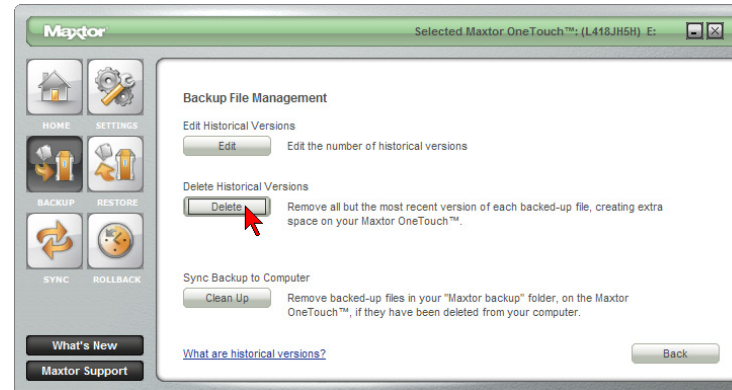 Maxtor
Selected Maxtor OneTouch™: (L418JH5H) E:
HOME
SETTINGS
BACKUP
RESTORE
SYNC
ROLLBACK
What's New
Maxtor Support
Backup File Management
Edit Historical Versions
Edit
Edit the number of historical versions
Delete Historical Versions
Delete
Remove all but the most recent version of each backed-up file, creating extra
space on your Maxtor OneTouch™.
Sync Backup to Computer
Clean Up
Remove backed-up files in your "Maxtor backup" folder, on the Maxtor
OneTouch™, if they have been deleted from your computer.
What are historical versions?
Back